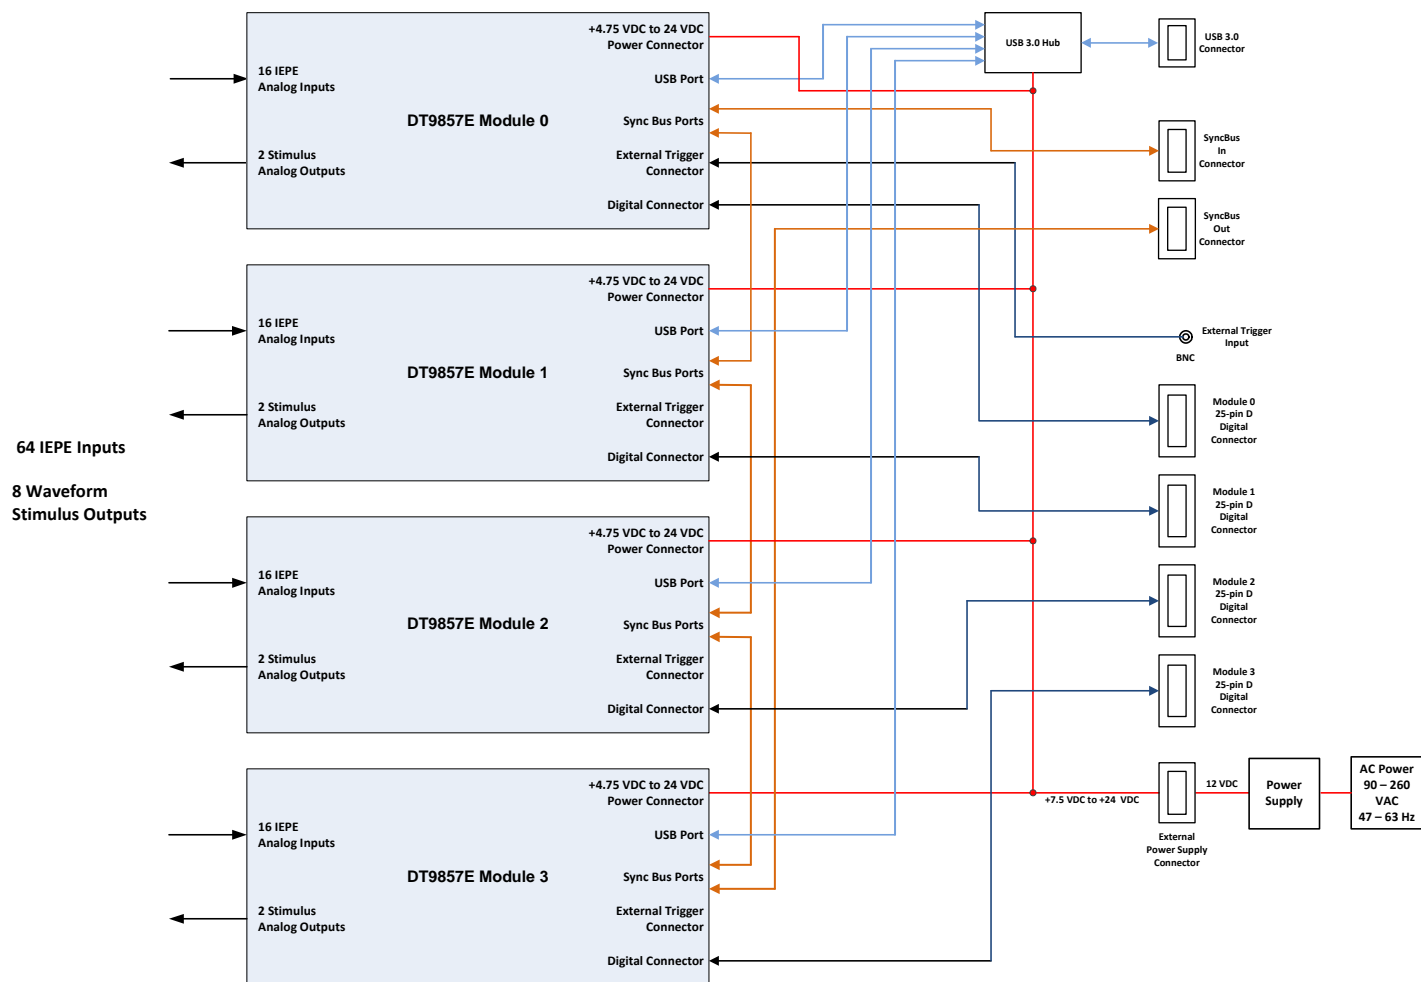 64 IEPE Inputs
8 Waveform
Stimulus Outputs
+4.75 VDC to 24 VDC
Power Connector
16 IEPE
Analog Inputs
USB Port
DT9857E Module 0
Sync Bus Ports
2 Stimulus
Analog Outputs
External Trigger
Connector
Digital Connector
+4.75 VDC to 24 VDC
Power Connector
16 IEPE
Analog Inputs
USB Port
DT9857E Module 1
Sync Bus Ports
2 Stimulus
Analog Outputs
External Trigger
Connector
Digital Connector
+4.75 VDC to 24 VDC
Power Connector
16 IEPE
Analog Inputs
USB Port
DT9857E Module 2
Sync Bus Ports
2 Stimulus
Analog Outputs
External Trigger
Connector
Digital Connector
+4.75 VDC to 24 VDC
Power Connector
16 IEPE
Analog Inputs
USB Port
DT9857E Module 3
Sync Bus Ports
2 Stimulus
Analog Outputs
External Trigger
Connector
Digital Connector
USB 3.0 Hub
USB 3.0
Connector
SyncBus
In
Connector
SyncBus
Out
Connector
External Trigger
Input
BNC
Module 0
25-pin D
Digital
Connector
Module 1
25-pin D
Digital
Connector
Module 2
25-pin D
Digital
Connector
Module 3
25-pin D
Digital
Connector
+7.5 VDC to +24 VDC
External
Power Supply
Connector
12 VDC
Power
Supply
AC Power
90 – 260
VAC
47 – 63 Hz